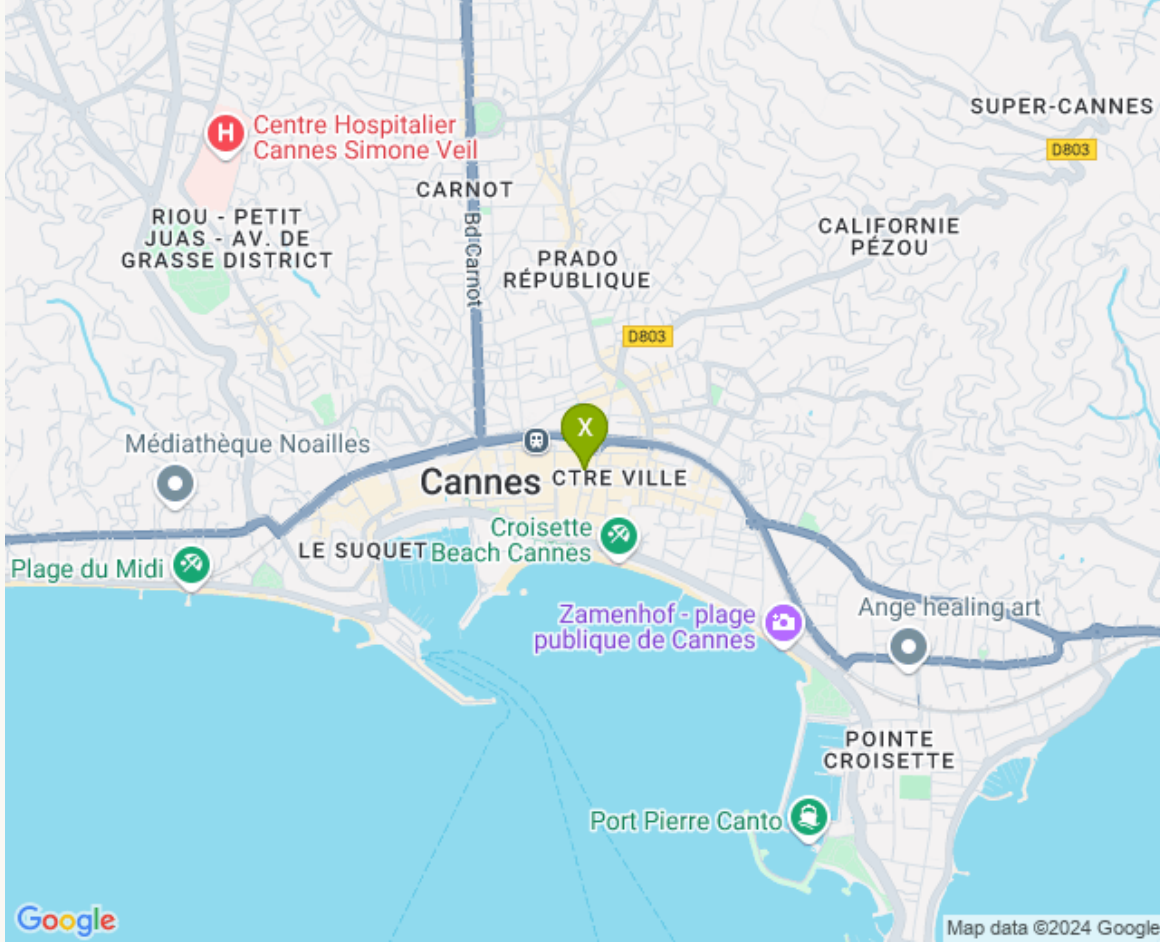 SUPER-CANNES
D803
H
Centre Hospitalier
Cannes Simone Veil
CARNOT
RIOU - PETIT
JUAS - AV. DE
GRASSE DISTRICT
Bd Carnot
CALIFORNIE
PÉZOU
PRADO
RÉPUBLIQUE
D803
X
Médiathèque Noailles
Cannes
CTRE VILLE
Croisette
Beach Cannes
LE SUQUET
Plage du Midi
Zamenhof - plage
publique de Cannes
Ange healing art
POINTE
CROISETTE
Port Pierre Canto
Google
Map data ©2024 Google